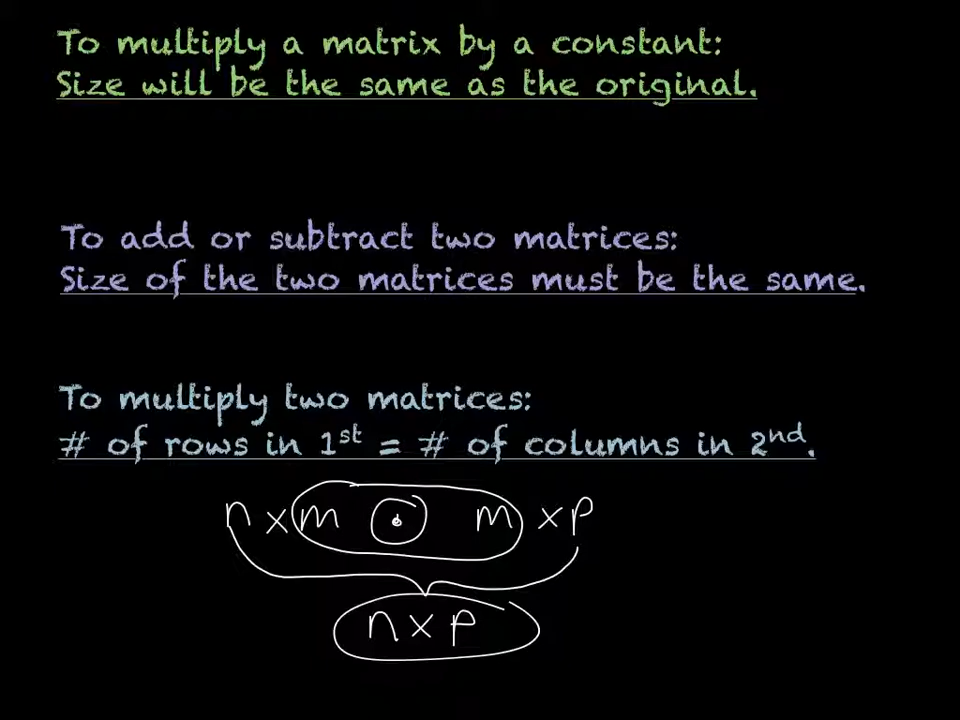 To multiply a matrix by a constant:
Size will be the same as the original.
To add or subtract two matrices:
Size of the two matrices must be the same.
To multiply two matrices:
# of rows in 1st = # of columns in 2nd.
n x m · m x p
n x p